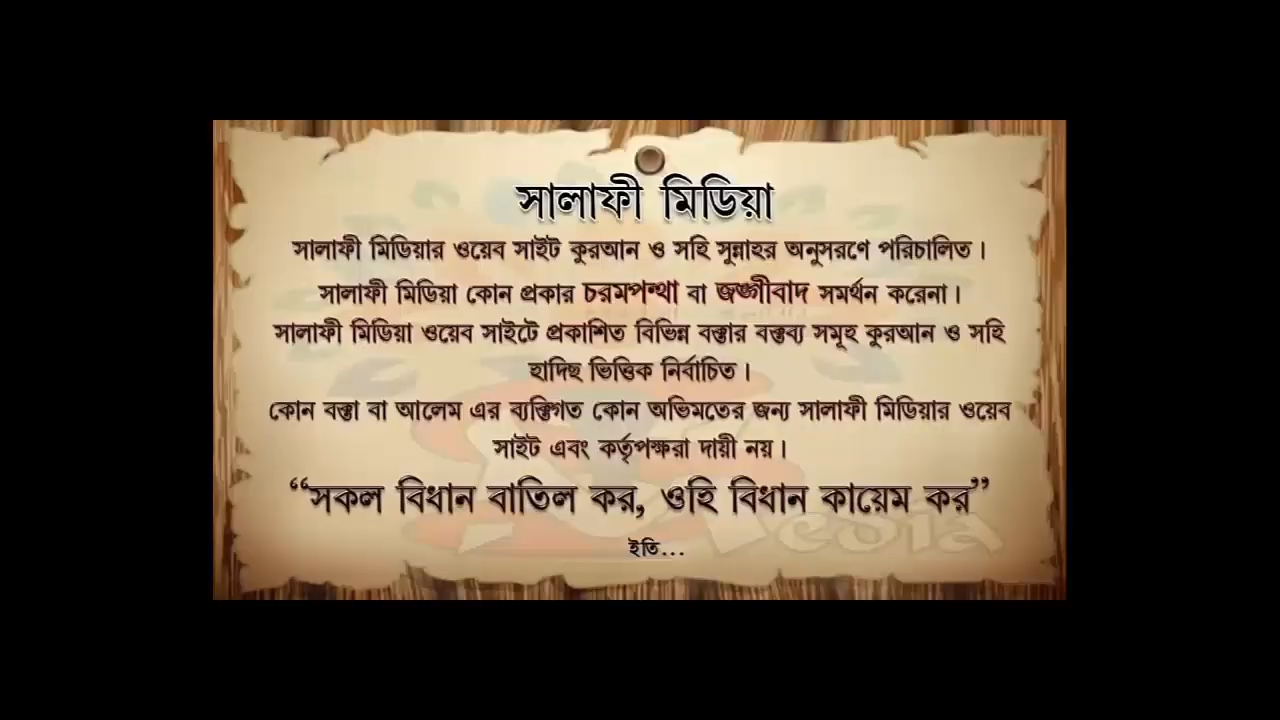 সালাফী মিডিয়া
সালাফী মিডিয়ার ওয়েব সাইট কুরআন ও সহি সুন্নাহর অনুসরণে পরিচালিত।
সালাফী মিডিয়া কোন প্রকার চরমপন্থা বা জঙ্গীবাদ সমর্থন করেনা।
সালাফী মিডিয়া ওয়েব সাইটে প্রকাশিত বিভিন্ন বক্তার বক্তব্য সমূহ কুরআন ও সহি
হাদিছ ভিত্তিক নির্বাচিত।
কোন বক্তা বা আলেম এর ব্যক্তিগত কোন অভিমতের জন্য সালাফী মিডিয়ার ওয়েব
সাইট এবং কর্তৃপক্ষরা দায়ী নয়।
“সকল বিধান বাতিল কর, ওহি বিধান কায়েম কর”
ইতি...